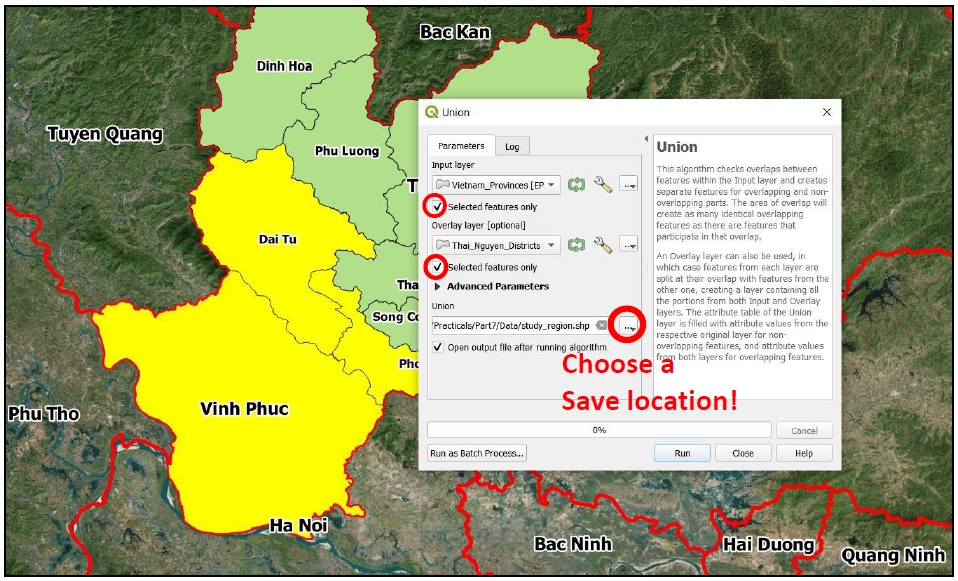 Bac Kan
Dinh Hoa
Tuyen Quang
Phu Luong
T
Dai Tu
Tha
Song Co
Pho
Vinh Phuc
Phu Tho
Ha Noi
Bac Ninh
Hai Duong
Quang Ninh
Union
Parameters
Log
Input layer
Vietnam_Provinces [EP
...
Selected features only
Overlay layer [optional]
Thai_Nguyen_Districts
...
Selected features only
Advanced Parameters
Union
'Practicals/Part7/Data/study_region.shp
...
Open output file after running algorithm
Choose a
Save location!
0%
Cancel
Run as Batch Process...
Run
Close
Help
Union
This algorithm checks overlaps between
features within the Input layer and creates
separate features for overlapping and non-
overlapping parts. The area of overlap will
create as many identical overlapping
features as there are features that
participate in that overlap.
An Overlay layer can also be used, in
which case features from each layer are
split at their overlap with features from the
other one, creating a layer containing all
the portions from both Input and Overlay
layers. The attribute table of the Union
layer is filled with attribute values from the
respective original layer for non-
overlapping features, and attribute values
from both layers for overlapping features.